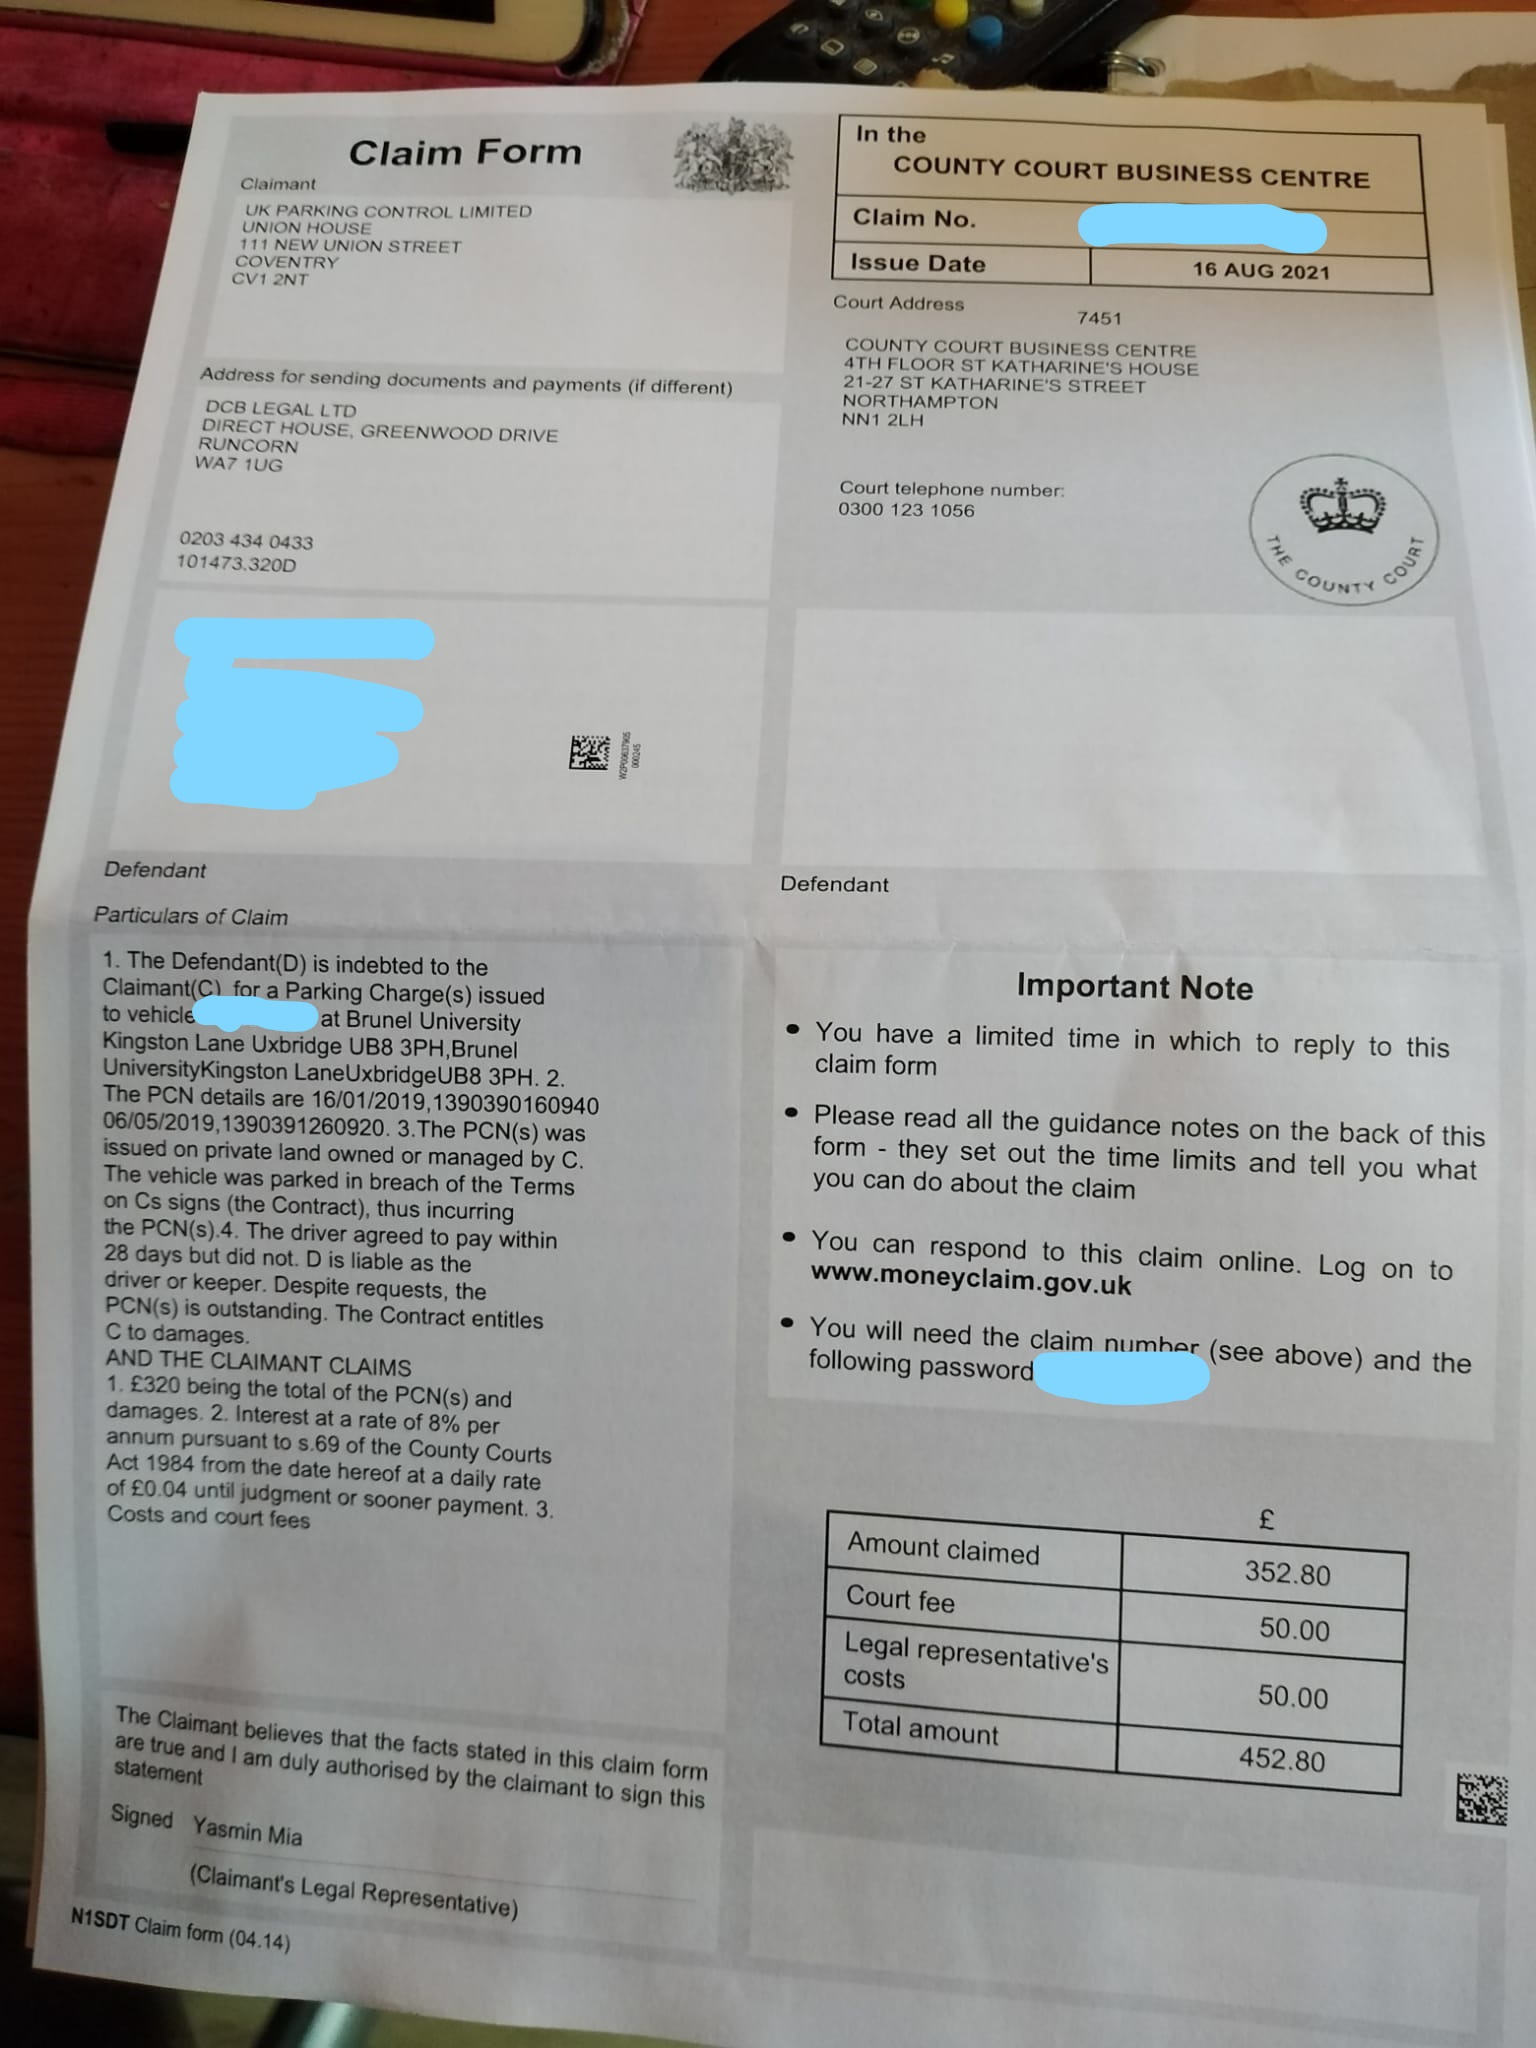 Claim Form
Claimant
UK PARKING CONTROL LIMITED
UNION HOUSE
111 NEW UNION STREET
COVENTRY
CV1 2NT
Address for sending documents and payments (if different)
DCB LEGAL LTD
DIRECT HOUSE, GREENWOOD DRIVE
RUNCORN
WA7 1UG
0203 434 0433
101473.320D
In the
COUNTY COURT BUSINESS CENTRE
Claim No.
Issue Date
16 AUG 2021
Court Address
7451
COUNTY COURT BUSINESS CENTRE
4TH FLOOR ST KATHARINE'S HOUSE
21-27 ST KATHARINE'S STREET
NORTHAMPTON
NN1 2LH
Court telephone number:
0300 123 1056
THE COUNTY COURT
000245
Defendant
Defendant
Particulars of Claim
1. The Defendant(D) is indebted to the
Claimant(C) for a Parking Charge(s) issued
to vehicle at Brunel University
Kingston Lane Uxbridge UB8 3PH,Brunel
UniversityKingston LaneUxbridgeUB8 3PH. 2.
The PCN details are 16/01/2019,1390390160940
06/05/2019,1390391260920. 3.The PCN(s) was
issued on private land owned or managed by C.
The vehicle was parked in breach of the Terms
on Cs signs (the Contract), thus incurring
the PCN(s).4. The driver agreed to pay within
28 days but did not. D is liable as the
driver or keeper. Despite requests, the
PCN(s) is outstanding. The Contract entitles
C to damages.
AND THE CLAIMANT CLAIMS
1. £320 being the total of the PCN(s) and
damages. 2. Interest at a rate of 8% per
annum pursuant to s.69 of the County Courts
Act 1984 from the date hereof at a daily rate
of £0.04 until judgment or sooner payment. 3.
Costs and court fees
Important Note
• You have a limited time in which to reply to this
claim form
• Please read all the guidance notes on the back of this
form - they set out the time limits and tell you what
you can do about the claim
• You can respond to this claim online. Log on to
www.moneyclaim.gov.uk
• You will need the claim number (see above) and the
following password
£
Amount claimed 352.80
Court fee 50.00
Legal representative's
costs 50.00
Total amount 452.80
The Claimant believes that the facts stated in this claim form
are true and I am duly authorised by the claimant to sign this
statement
Signed Yasmin Mia
(Claimant's Legal Representative)
N1SDT Claim form (04.14)